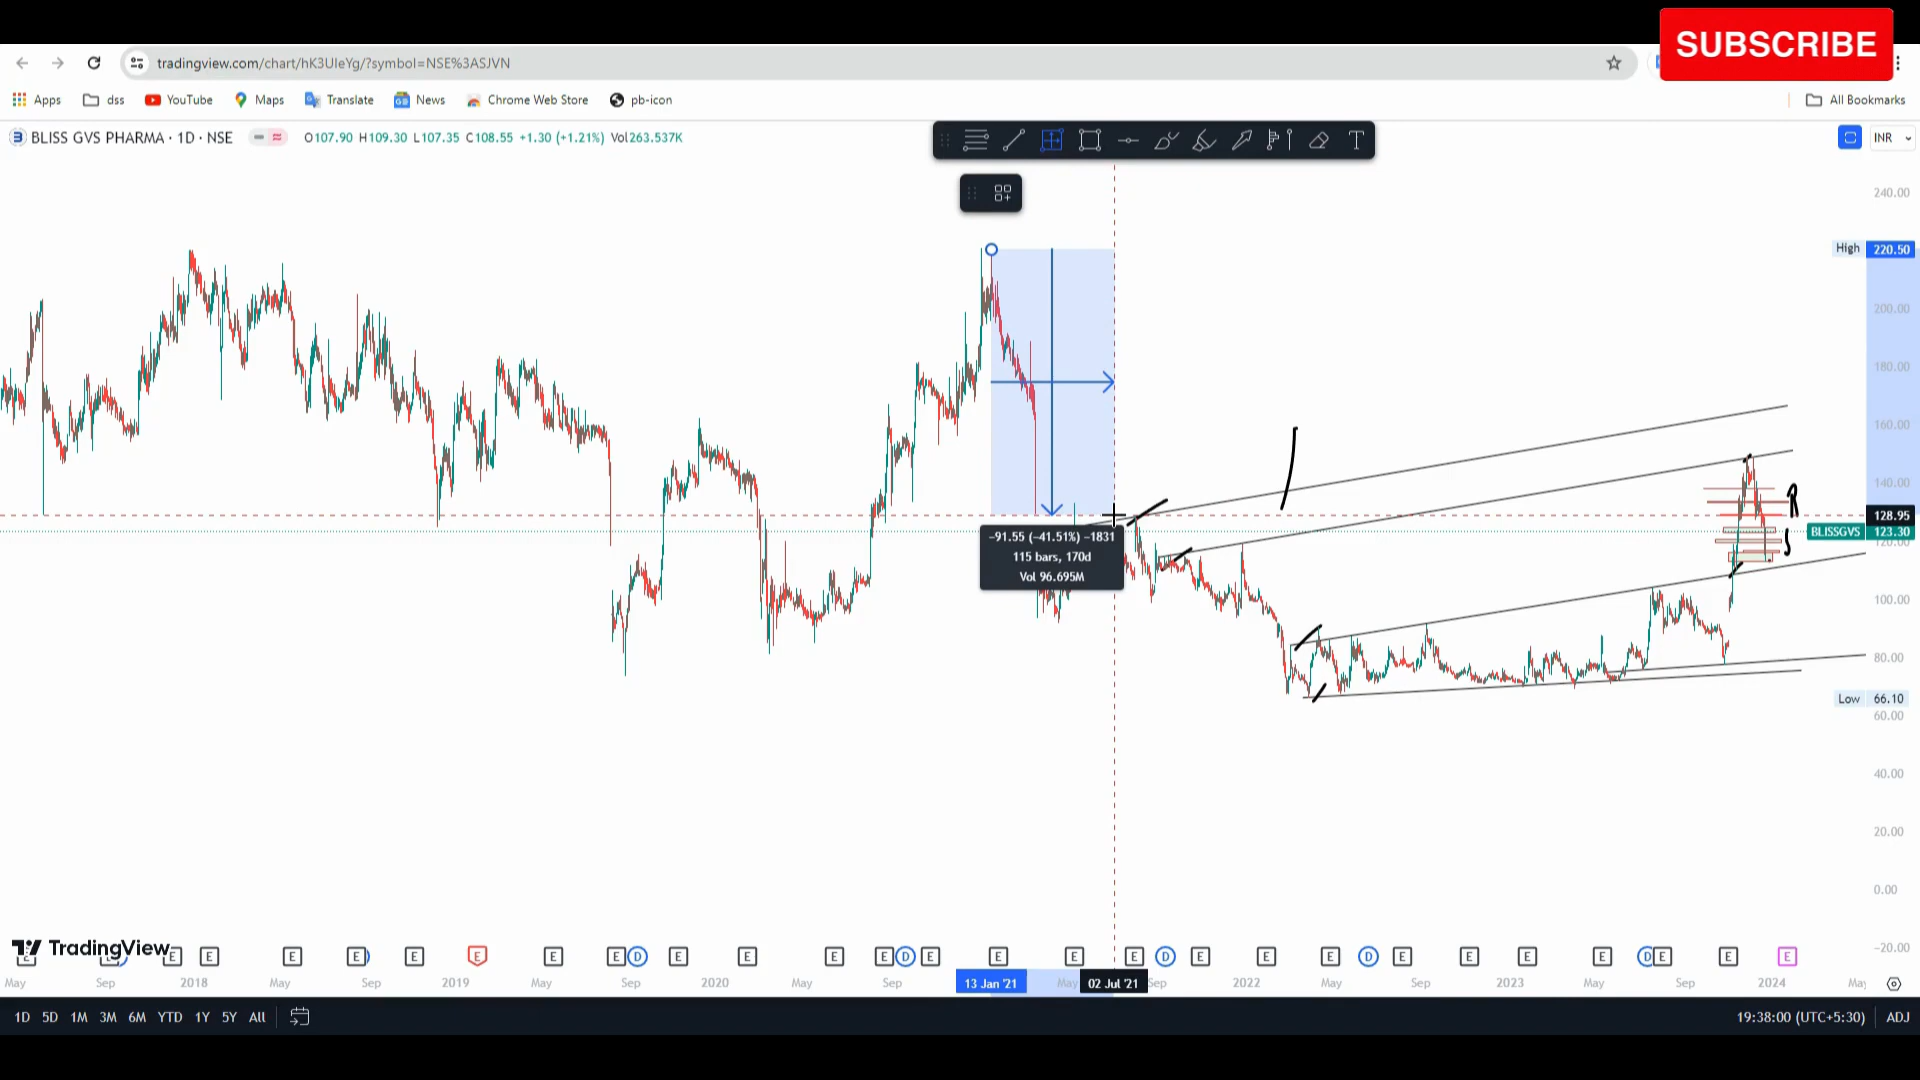 SUBSCRIBE
tradingview.com/chart/hK3UIeYg/?symbol=NSE%3ASJVN
Apps dss YouTube Maps Translate News Chrome Web Store pb-icon All Bookmarks
BLISS GVS PHARMA · 1D · NSE O107.90 H109.30 L107.35 C108.55 +1.30 (+1.21%) Vol263.537K INR
240.00
High 220.50
200.00
180.00
160.00
140.00
R
128.95
BLISSGVS 123.30
120.00
S
−91.55 (−41.51%) −1831
115 bars, 170d
Vol 96.695M
100.00
80.00
Low 66.10
60.00
40.00
20.00
0.00
−20.00
TradingView
E E E E E E E E D E E E E D E E E E D E E E D E E E E D E E E
May Sep 2018 May Sep 2019 May Sep 2020 May Sep 13 Jan '21 May 02 Jul '21 Sep 2022 May Sep 2023 May Sep 2024 May
1D 5D 1M 3M 6M YTD 1Y 5Y All 19:38:00 (UTC+5:30) ADJ